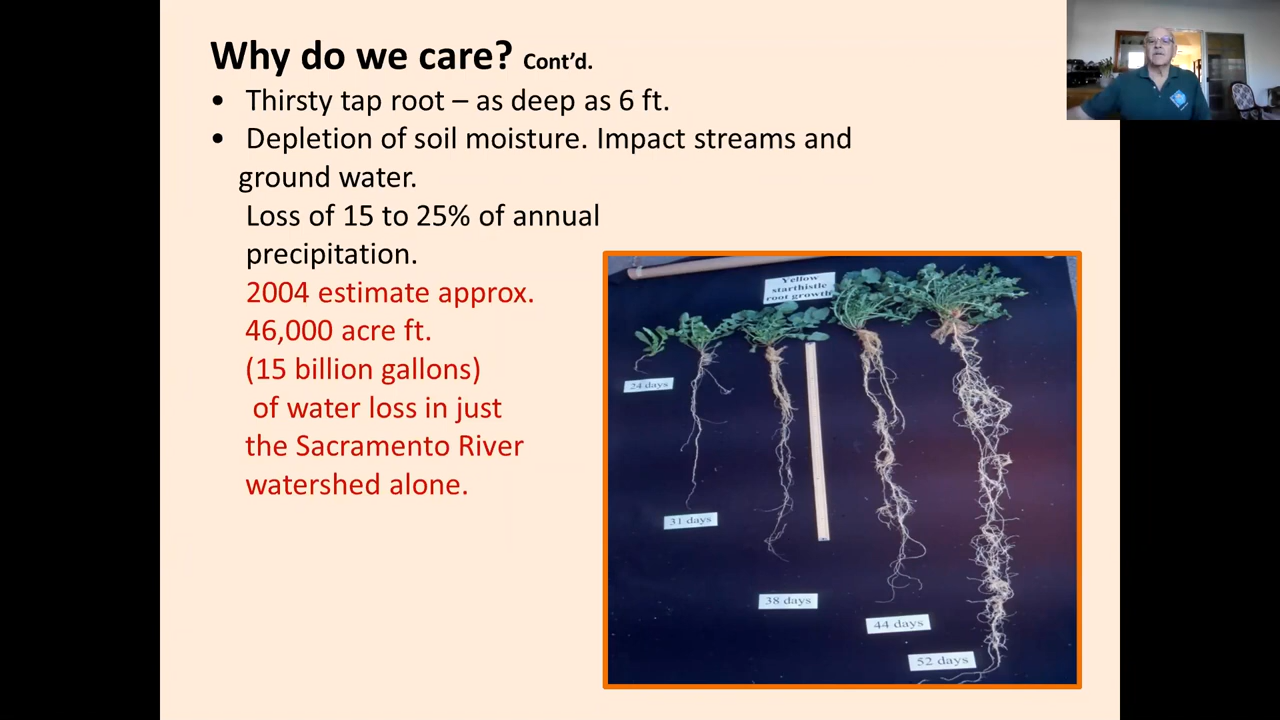 Why do we care? Cont'd.
• Thirsty tap root – as deep as 6 ft.
• Depletion of soil moisture. Impact streams and
ground water.
Loss of 15 to 25% of annual
precipitation.
2004 estimate approx.
46,000 acre ft.
(15 billion gallons)
of water loss in just
the Sacramento River
watershed alone.
Yellow
starthistle
root growth
24 days
31 days
38 days
44 days
52 days